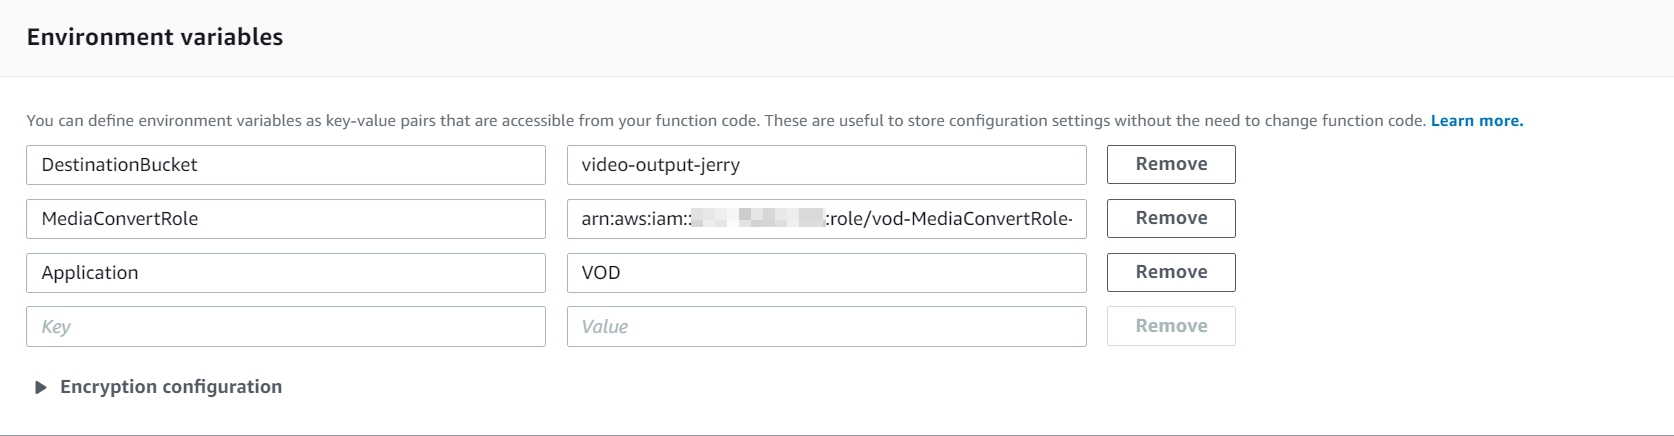 Environment variables
You can define environment variables as key-value pairs that are accessible from your function code. These are useful to store configuration settings without the need to change function code. Learn more.
DestinationBucket video-output-jerry Remove
MediaConvertRole arn:aws:iam:: :role/vod-MediaConvertRole- Remove
Application VOD Remove
Key Value Remove
Encryption configuration